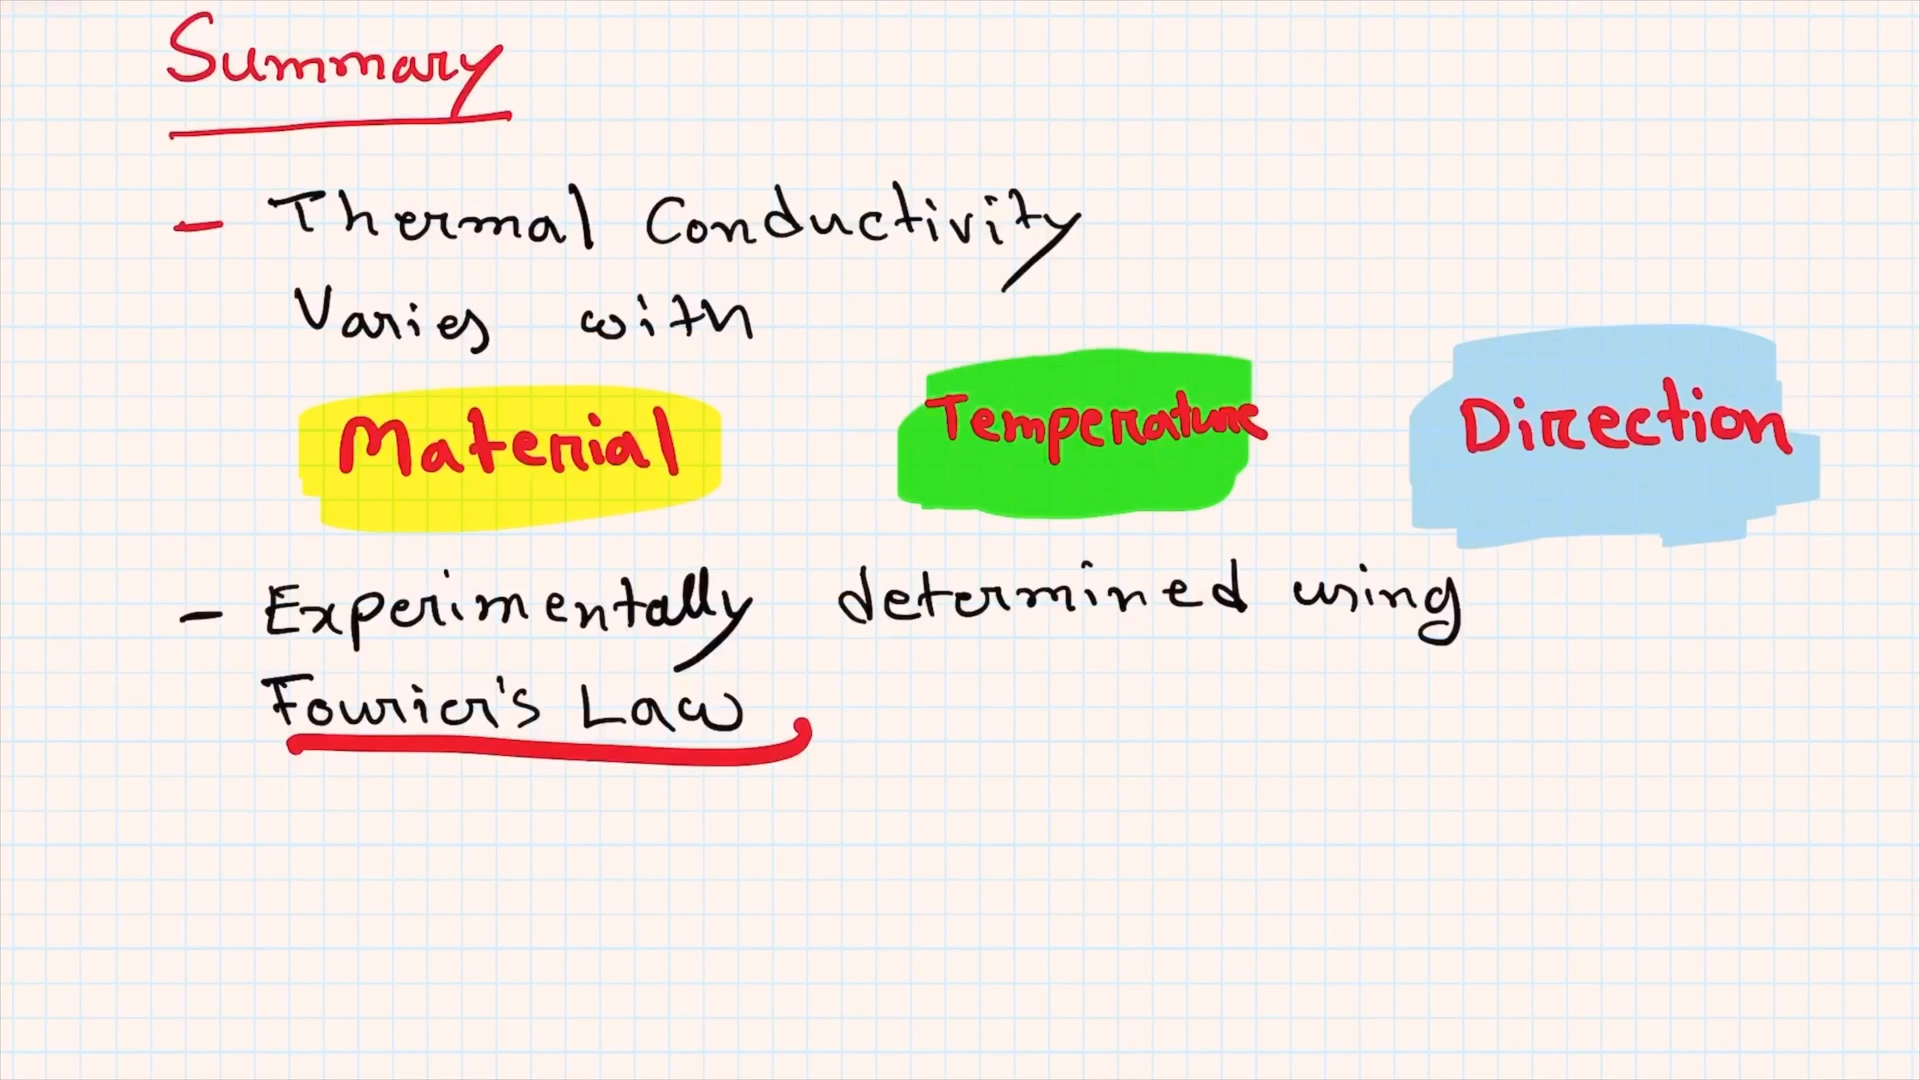 Summary
- Thermal Conductivity
Varies with
Material Temperature Direction
- Experimentally determined using
Fourier's Law